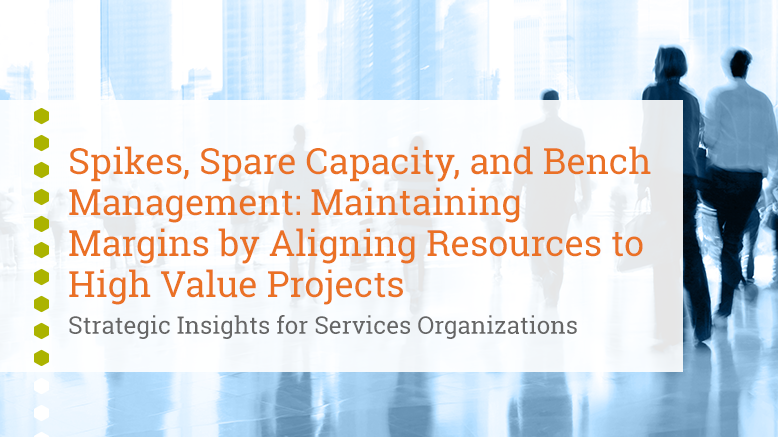 Spikes, Spare Capacity, and Bench
Management: Maintaining
Margins by Aligning Resources to
High Value Projects
Strategic Insights for Services Organizations